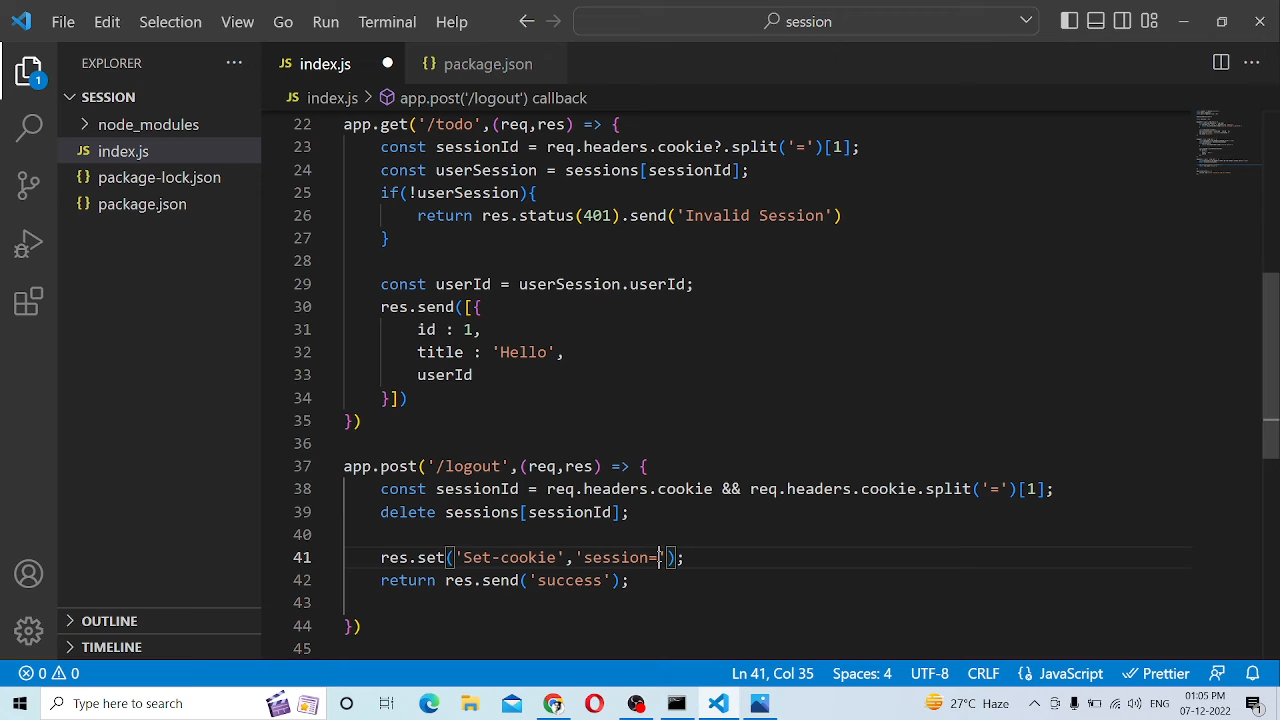 File Edit Selection View Go Run Terminal Help session
EXPLORER
SESSION
node_modules
JS index.js
{} package-lock.json
{} package.json
OUTLINE
TIMELINE
1
JS index.js {} package.json
JS index.js > app.post('/logout') callback
22 app.get('/todo',(req,res) => {
23 const sessionId = req.headers.cookie?.split('=')[1];
24 const userSession = sessions[sessionId];
25 if(!userSession){
26 return res.status(401).send('Invalid Session')
27 }
28
29 const userId = userSession.userId;
30 res.send([{
31 id : 1,
32 title : 'Hello',
33 userId
34 }])
35 })
36
37 app.post('/logout',(req,res) => {
38 const sessionId = req.headers.cookie && req.headers.cookie.split('=')[1];
39 delete sessions[sessionId];
40
41 res.set('Set-cookie','session=');
42 return res.send('success');
43
44 })
45
0 0 Ln 41, Col 35 Spaces: 4 UTF-8 CRLF {} JavaScript Prettier
Type here to search 27°C Haze ENG 01:05 PM
07-12-2022 1